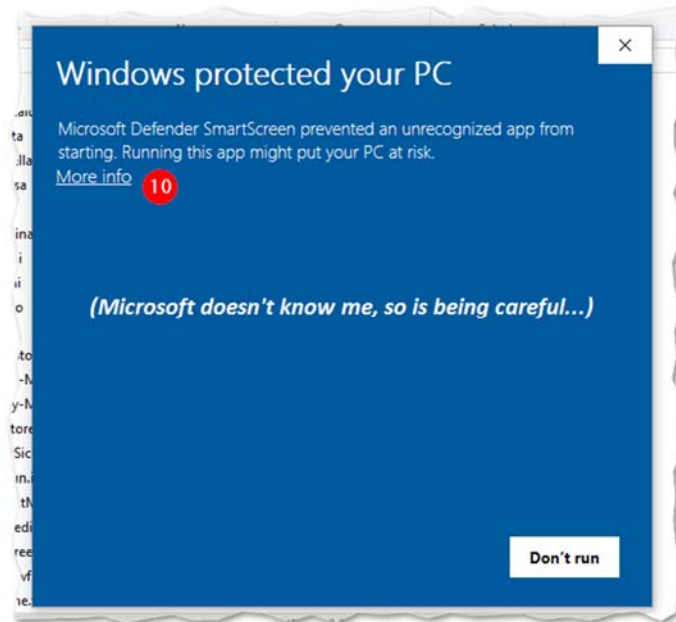 Windows protected your PC
Microsoft Defender SmartScreen prevented an unrecognized app from
starting. Running this app might put your PC at risk.
More info 10
(Microsoft doesn't know me, so is being careful...)
Don't run